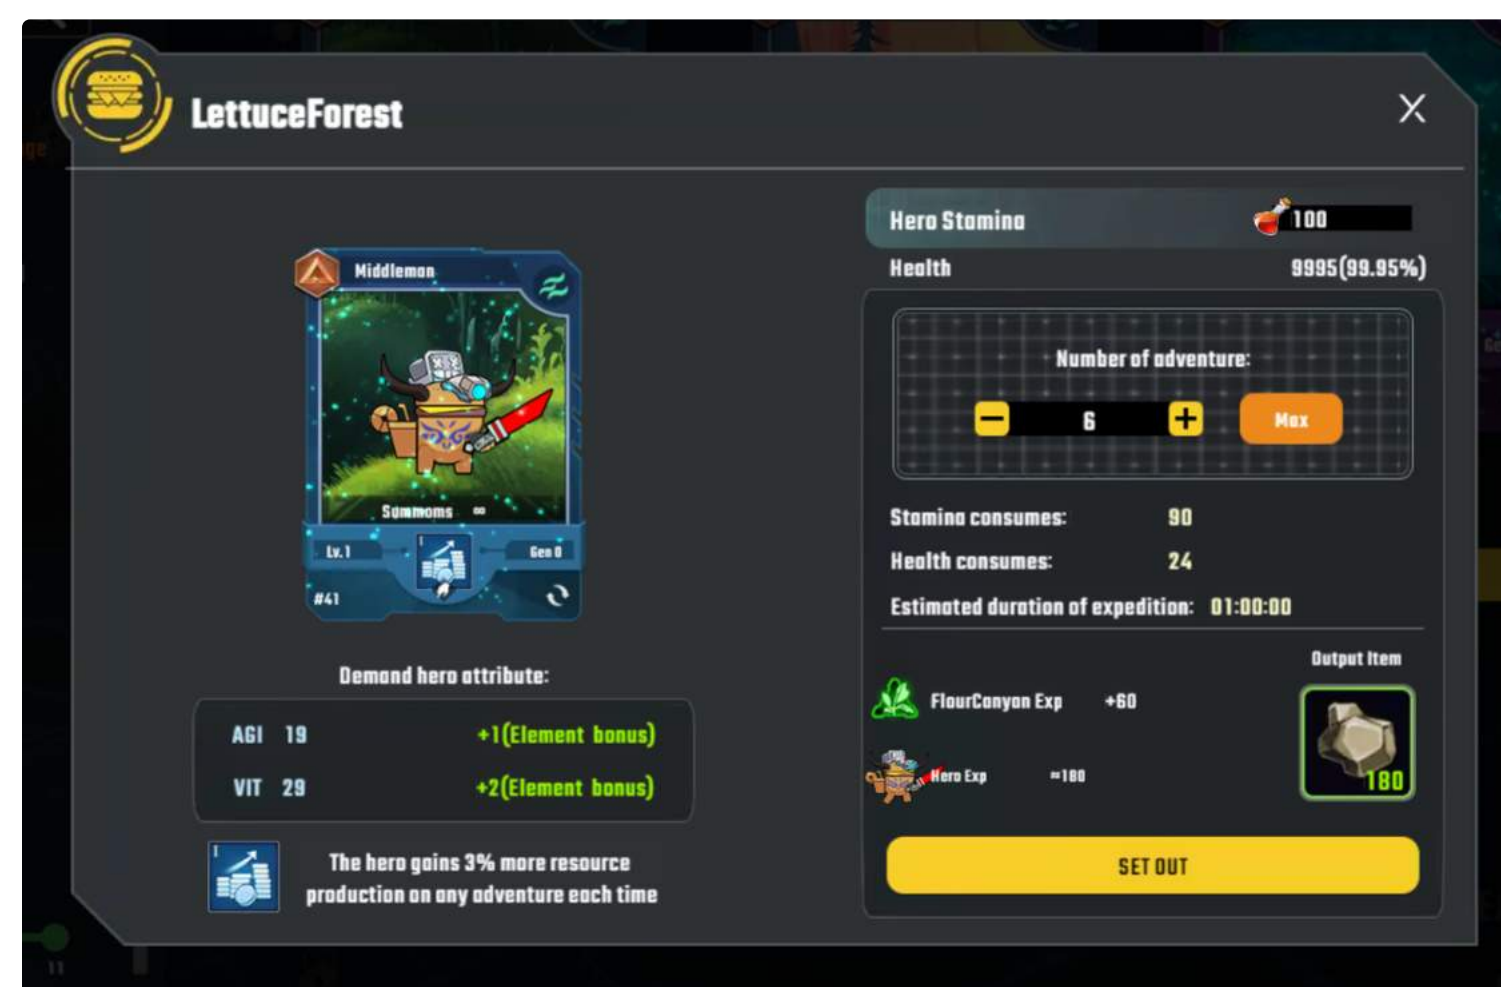 LettuceForest
X
Middleman
Summoms ∞
Lv.1
Gen 0
#41
Demand hero attribute:
AGI 19 +1(Element bonus)
VIT 29 +2(Element bonus)
I
The hero gains 3% more resource
production on any adventure each time
Hero Stamina 100
Health 9995(99.95%)
Number of adventure:
− 6 + Max
Stamina consumes: 90
Health consumes: 24
Estimated duration of expedition: 01:00:00
Output Item
FlourCanyon Exp +60
Hero Exp ≈180
180
SET OUT
11